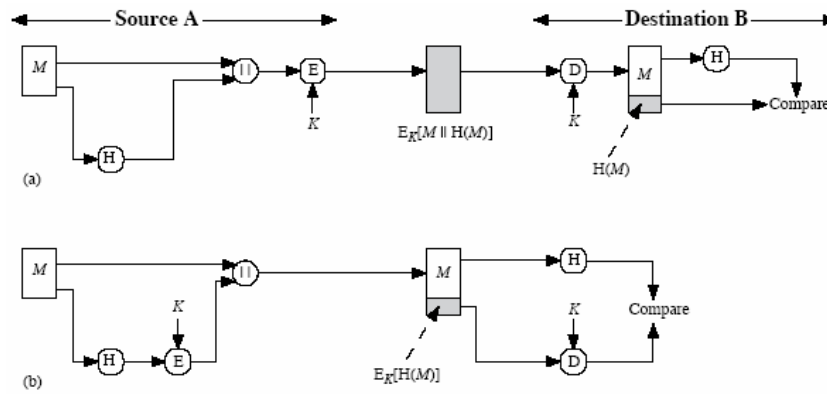 Source A Destination B
M || E D M H
K K Compare
E_K[M || H(M)]
H H(M)
(a)
M || M H
K K Compare
H E D
E_K[H(M)]
(b)